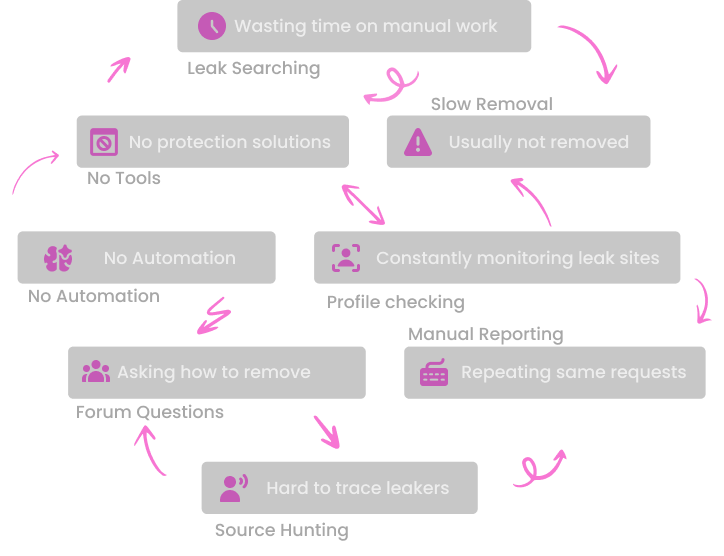 Wasting time on manual work
Leak Searching
Slow Removal
No protection solutions
Usually not removed
No Tools
No Automation
Constantly monitoring leak sites
No Automation
Profile checking
Manual Reporting
Asking how to remove
Repeating same requests
Forum Questions
Hard to trace leakers
Source Hunting